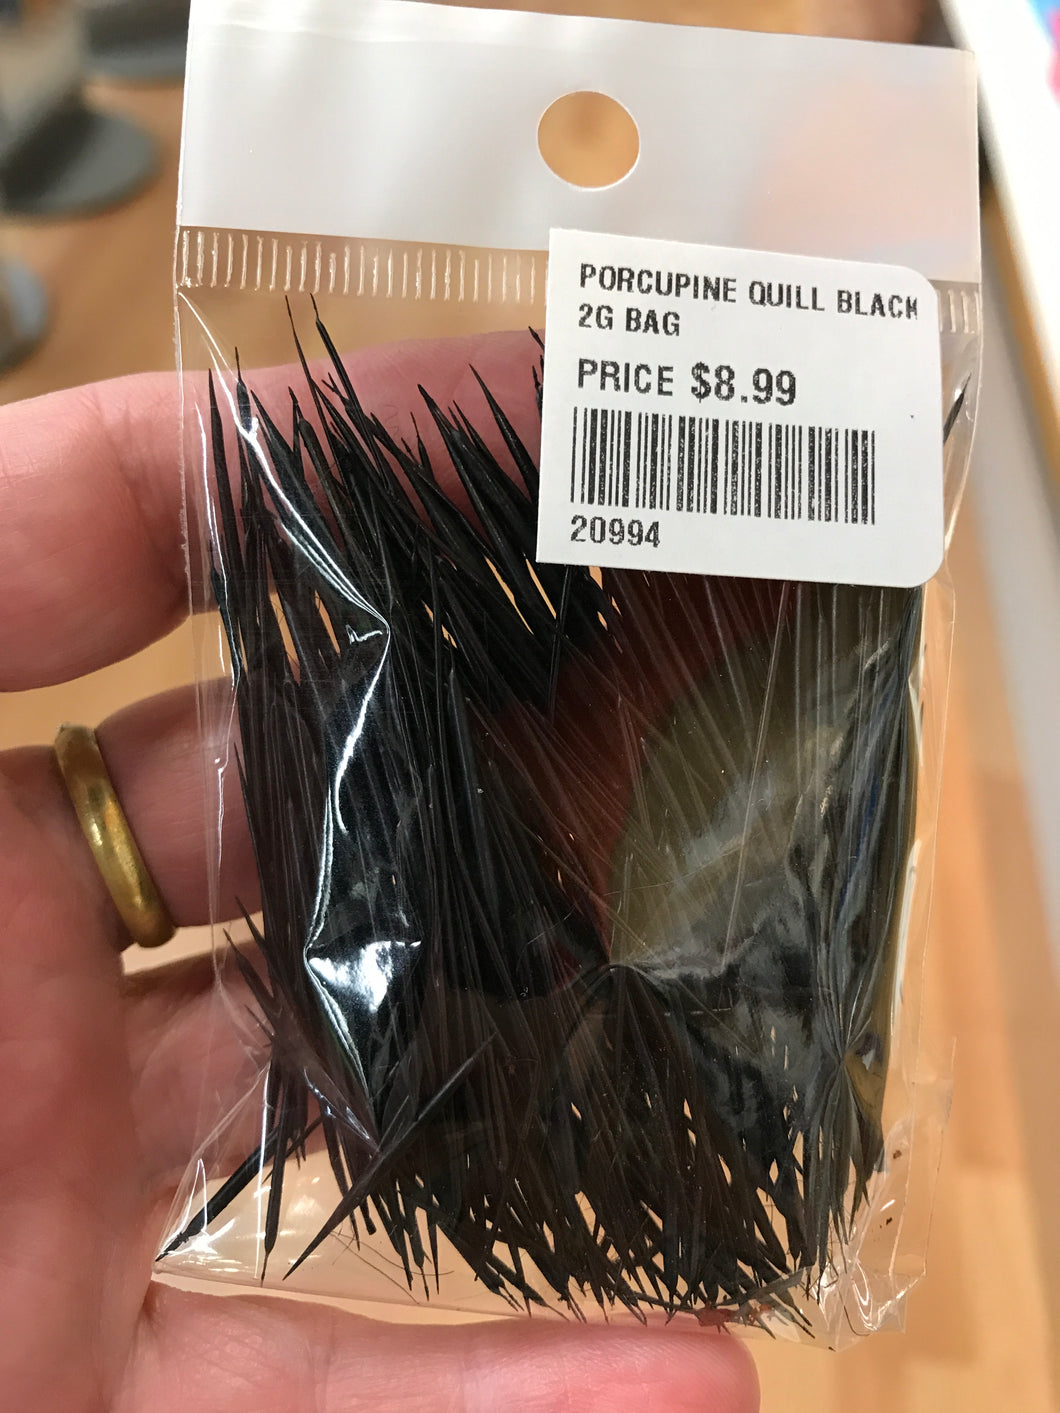 PORCUPINE QUILL BLACK
2G BAG
PRICE $8.99
20994